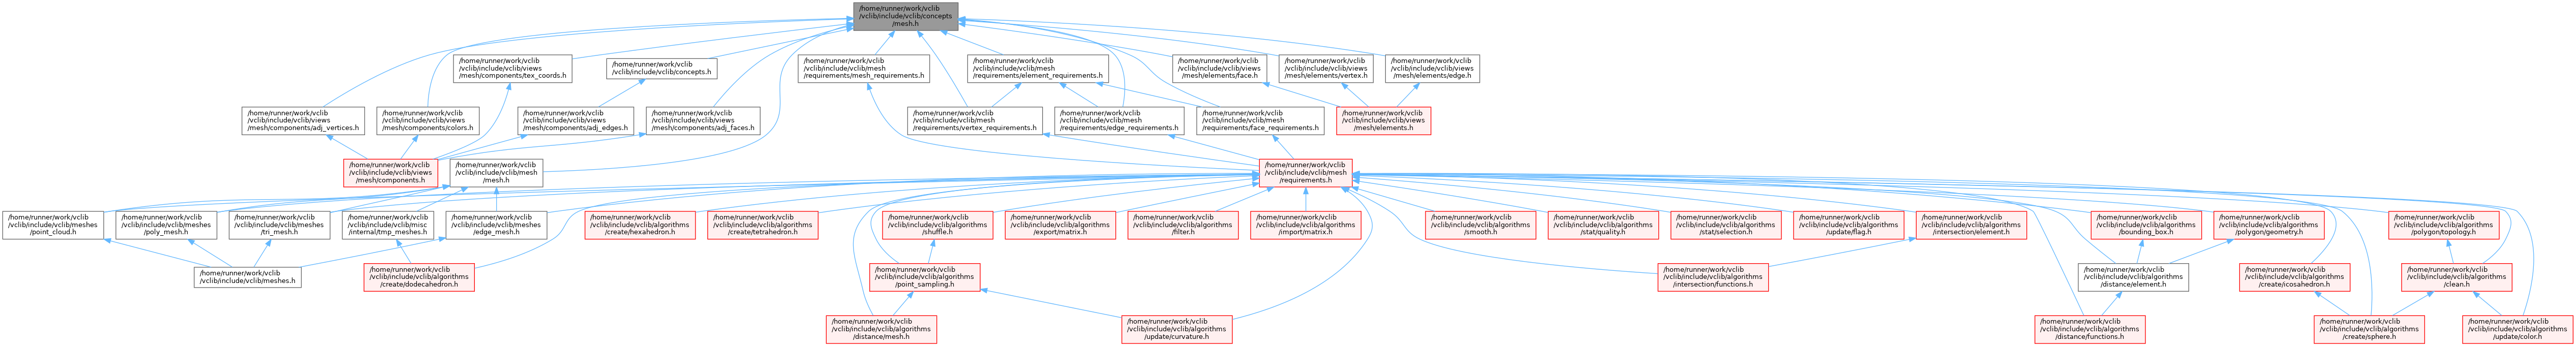 /home/runner/work/vclib
/vclib/include/vclib/concepts
/mesh.h
/home/runner/work/vclib
/vclib/include/vclib/views
/mesh/components/tex_coords.h
/home/runner/work/vclib
/vclib/include/vclib/concepts.h
/home/runner/work/vclib
/vclib/include/vclib/mesh
/requirements/mesh_requirements.h
/home/runner/work/vclib
/vclib/include/vclib/mesh
/requirements/element_requirements.h
/home/runner/work/vclib
/vclib/include/vclib/views
/mesh/elements/face.h
/home/runner/work/vclib
/vclib/include/vclib/views
/mesh/elements/vertex.h
/home/runner/work/vclib
/vclib/include/vclib/views
/mesh/elements/edge.h
/home/runner/work/vclib
/vclib/include/vclib/views
/mesh/components/adj_vertices.h
/home/runner/work/vclib
/vclib/include/vclib/views
/mesh/components/colors.h
/home/runner/work/vclib
/vclib/include/vclib/views
/mesh/components/adj_edges.h
/home/runner/work/vclib
/vclib/include/vclib/views
/mesh/components/adj_faces.h
/home/runner/work/vclib
/vclib/include/vclib/mesh
/requirements/vertex_requirements.h
/home/runner/work/vclib
/vclib/include/vclib/mesh
/requirements/edge_requirements.h
/home/runner/work/vclib
/vclib/include/vclib/mesh
/requirements/face_requirements.h
/home/runner/work/vclib
/vclib/include/vclib/views
/mesh/elements.h
/home/runner/work/vclib
/vclib/include/vclib/views
/mesh/components.h
/home/runner/work/vclib
/vclib/include/vclib/mesh
/mesh.h
/home/runner/work/vclib
/vclib/include/vclib/mesh
/requirements.h
/home/runner/work/vclib
/vclib/include/vclib/meshes
/point_cloud.h
/home/runner/work/vclib
/vclib/include/vclib/meshes
/poly_mesh.h
/home/runner/work/vclib
/vclib/include/vclib/meshes
/tri_mesh.h
/home/runner/work/vclib
/vclib/include/vclib/misc
/internal/tmp_meshes.h
/home/runner/work/vclib
/vclib/include/vclib/meshes
/edge_mesh.h
/home/runner/work/vclib
/vclib/include/vclib/algorithms
/create/hexahedron.h
/home/runner/work/vclib
/vclib/include/vclib/algorithms
/create/tetrahedron.h
/home/runner/work/vclib
/vclib/include/vclib/algorithms
/shuffle.h
/home/runner/work/vclib
/vclib/include/vclib/algorithms
/export/matrix.h
/home/runner/work/vclib
/vclib/include/vclib/algorithms
/filter.h
/home/runner/work/vclib
/vclib/include/vclib/algorithms
/import/matrix.h
/home/runner/work/vclib
/vclib/include/vclib/algorithms
/smooth.h
/home/runner/work/vclib
/vclib/include/vclib/algorithms
/stat/quality.h
/home/runner/work/vclib
/vclib/include/vclib/algorithms
/stat/selection.h
/home/runner/work/vclib
/vclib/include/vclib/algorithms
/update/flag.h
/home/runner/work/vclib
/vclib/include/vclib/algorithms
/intersection/element.h
/home/runner/work/vclib
/vclib/include/vclib/algorithms
/bounding_box.h
/home/runner/work/vclib
/vclib/include/vclib/algorithms
/polygon/geometry.h
/home/runner/work/vclib
/vclib/include/vclib/algorithms
/polygon/topology.h
/home/runner/work/vclib
/vclib/include/vclib/meshes.h
/home/runner/work/vclib
/vclib/include/vclib/algorithms
/create/dodecahedron.h
/home/runner/work/vclib
/vclib/include/vclib/algorithms
/point_sampling.h
/home/runner/work/vclib
/vclib/include/vclib/algorithms
/intersection/functions.h
/home/runner/work/vclib
/vclib/include/vclib/algorithms
/distance/element.h
/home/runner/work/vclib
/vclib/include/vclib/algorithms
/create/icosahedron.h
/home/runner/work/vclib
/vclib/include/vclib/algorithms
/clean.h
/home/runner/work/vclib
/vclib/include/vclib/algorithms
/distance/mesh.h
/home/runner/work/vclib
/vclib/include/vclib/algorithms
/update/curvature.h
/home/runner/work/vclib
/vclib/include/vclib/algorithms
/distance/functions.h
/home/runner/work/vclib
/vclib/include/vclib/algorithms
/create/sphere.h
/home/runner/work/vclib
/vclib/include/vclib/algorithms
/update/color.h